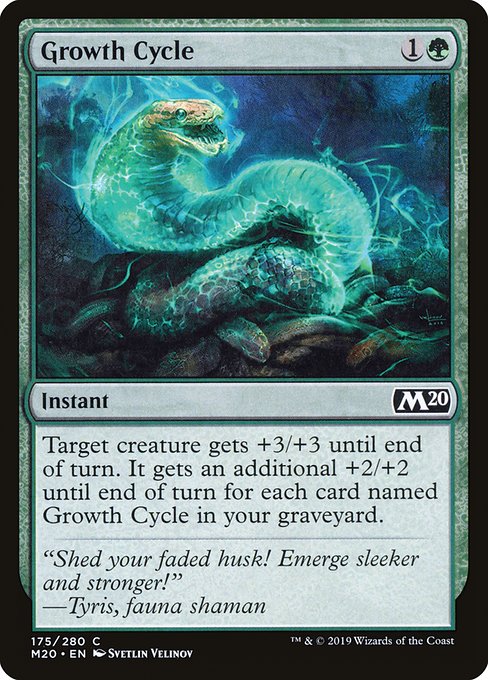 Growth Cycle 1
Instant M20
Target creature gets +3/+3 until end
of turn. It gets an additional +2/+2
until end of turn for each card named
Growth Cycle in your graveyard.
“Shed your faded husk! Emerge sleeker
and stronger!”
—Tyris, fauna shaman
175/280 C
M20 • EN Svetlin Velinov
™ & © 2019 Wizards of the Coast